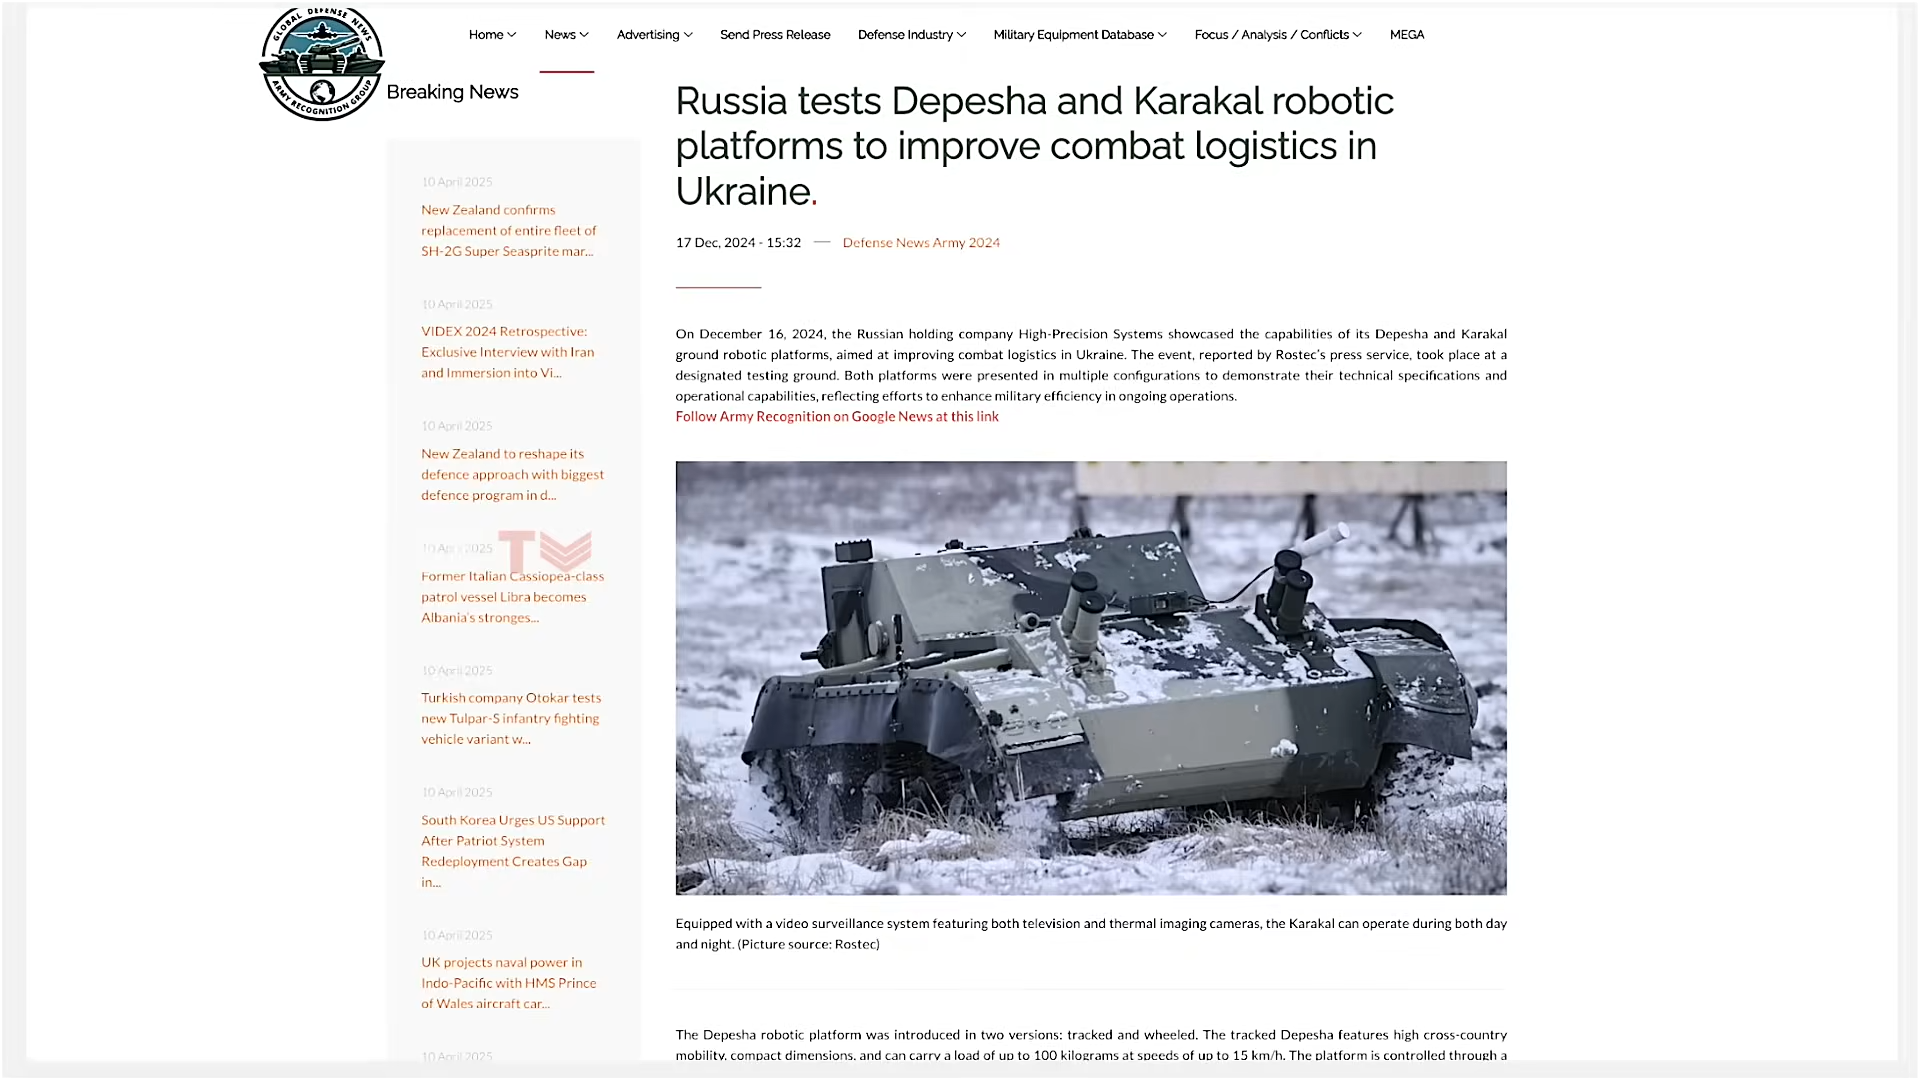 GLOBAL DEFENSE NEWS
ARMY RECOGNITION GROUP
Home
News
Advertising
Send Press Release
Defense Industry
Military Equipment Database
Focus / Analysis / Conflicts
MEGA
Breaking News
10 April 2025
New Zealand confirms
replacement of entire fleet of
SH-2G Super Seasprite mar...
10 April 2025
VIDEX 2024 Retrospective:
Exclusive Interview with Iran
and Immersion into Vi...
10 April 2025
New Zealand to reshape its
defence approach with biggest
defence program in d...
10 April 2025
Former Italian Cassiopea-class
patrol vessel Libra becomes
Albania's stronges...
10 April 2025
Turkish company Otokar tests
new Tulpar-S infantry fighting
vehicle variant w...
10 April 2025
South Korea Urges US Support
After Patriot System
Redeployment Creates Gap
in...
10 April 2025
UK projects naval power in
Indo-Pacific with HMS Prince
of Wales aircraft car...
10 April 2025
Russia tests Depesha and Karakal robotic
platforms to improve combat logistics in
Ukraine.
17 Dec, 2024 - 15:32 — Defense News Army 2024
On December 16, 2024, the Russian holding company High-Precision Systems showcased the capabilities of its Depesha and Karakal
ground robotic platforms, aimed at improving combat logistics in Ukraine. The event, reported by Rostec's press service, took place at a
designated testing ground. Both platforms were presented in multiple configurations to demonstrate their technical specifications and
operational capabilities, reflecting efforts to enhance military efficiency in ongoing operations.
Follow Army Recognition on Google News at this link
Equipped with a video surveillance system featuring both television and thermal imaging cameras, the Karakal can operate during both day
and night. (Picture source: Rostec)
The Depesha robotic platform was introduced in two versions: tracked and wheeled. The tracked Depesha features high cross-country
mobility, compact dimensions, and can carry a load of up to 100 kilograms at speeds of up to 15 km/h. The platform is controlled through a